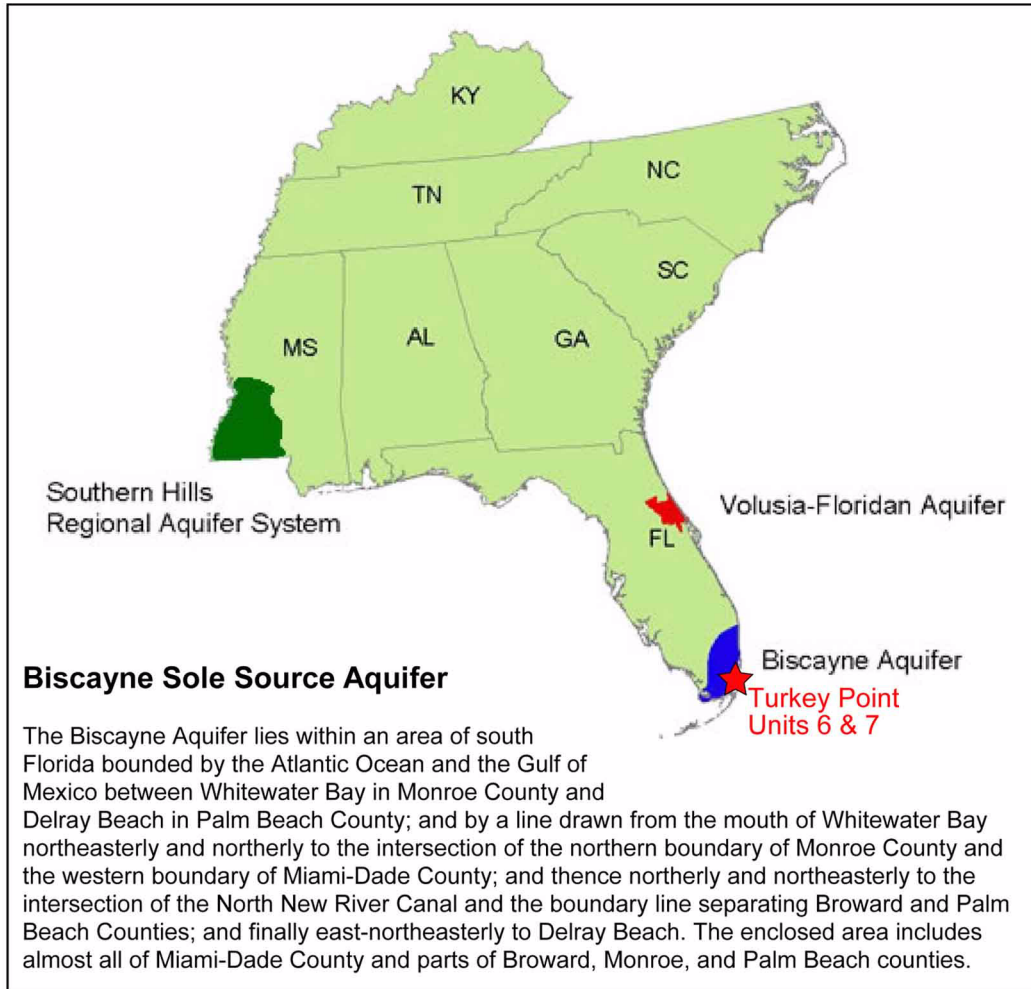 KY
NC
TN
SC
MS
AL
GA
Southern Hills
Regional Aquifer System
Volusia-Floridan Aquifer
FL
Biscayne Aquifer
Turkey Point
Units 6 & 7
Biscayne Sole Source Aquifer
The Biscayne Aquifer lies within an area of south
Florida bounded by the Atlantic Ocean and the Gulf of
Mexico between Whitewater Bay in Monroe County and
Delray Beach in Palm Beach County; and by a line drawn from the mouth of Whitewater Bay
northeasterly and northerly to the intersection of the northern boundary of Monroe County and
the western boundary of Miami-Dade County; and thence northerly and northeasterly to the
intersection of the North New River Canal and the boundary line separating Broward and Palm
Beach Counties; and finally east-northeasterly to Delray Beach. The enclosed area includes
almost all of Miami-Dade County and parts of Broward, Monroe, and Palm Beach counties.